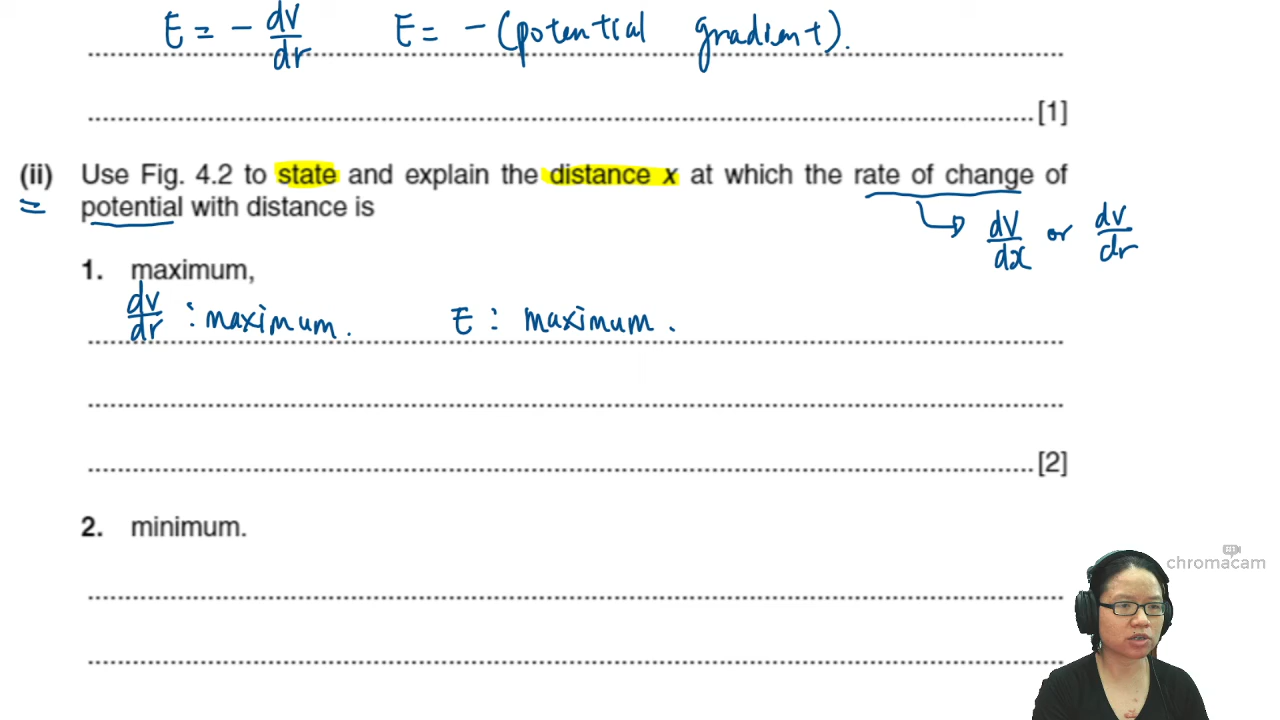 E = - dV/dr E = - (potential gradient).
[1]
(ii) Use Fig. 4.2 to state and explain the distance x at which the rate of change of
potential with distance is
dV/dx or dV/dr
1. maximum,
dV/dr : maximum. E : maximum.
[2]
2. minimum.
chromacam